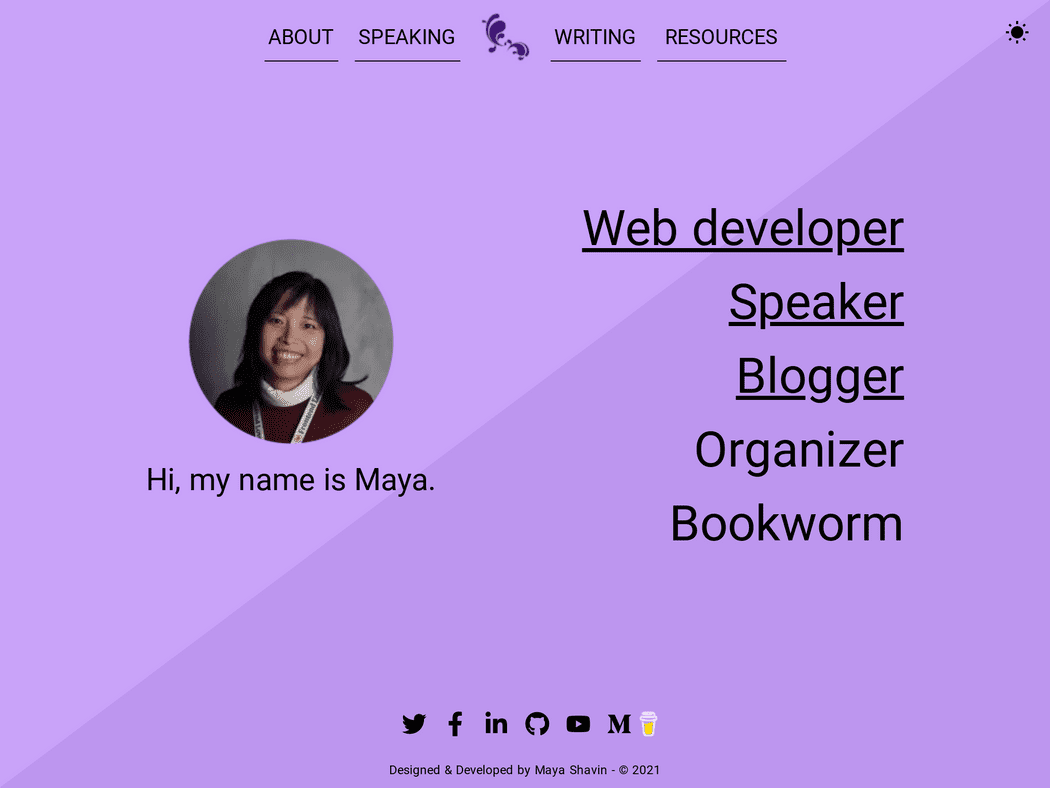 ABOUT SPEAKING WRITING RESOURCES
Web developer
Speaker
Blogger
Organizer
Bookworm
Hi, my name is Maya.
Designed & Developed by Maya Shavin - © 2021